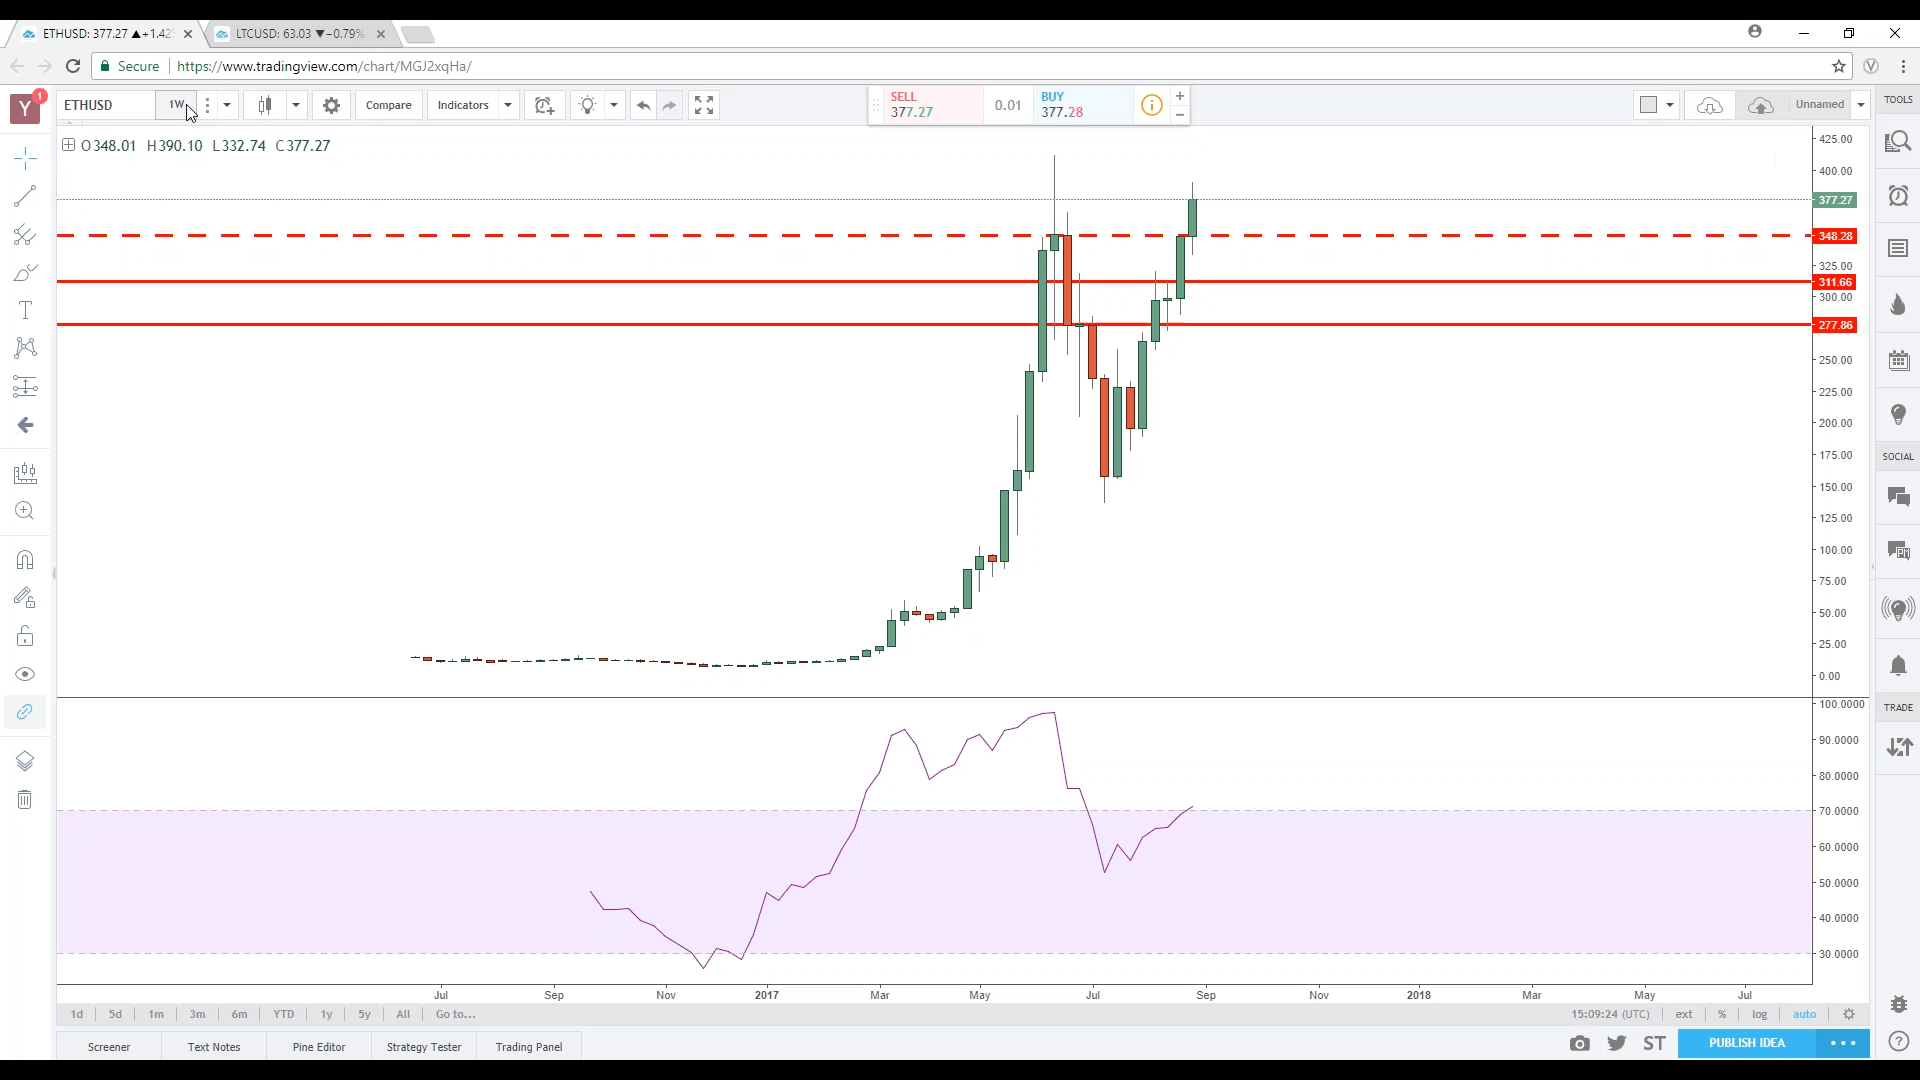 ETHUSD: 377.27 ▲+1.42
LTCUSD: 63.03 ▼−0.79%
Secure https://www.tradingview.com/chart/MGJ2xqHa/
Y 1
ETHUSD 1W Compare Indicators
SELL 377.27 0.01 BUY 377.28
Unnamed
TOOLS
O348.01 H390.10 L332.74 C377.27
425.00
400.00
377.27
348.28
325.00
311.66
300.00
277.86
250.00
225.00
200.00
175.00
150.00
125.00
100.00
75.00
50.00
25.00
0.00
SOCIAL
TRADE
100.0000
90.0000
80.0000
70.0000
60.0000
50.0000
40.0000
30.0000
Jul Sep Nov 2017 Mar May Jul Sep Nov 2018 Mar May Jul
1d 5d 1m 3m 6m YTD 1y 5y All Go to... 15:09:24 (UTC) ext % log auto
Screener Text Notes Pine Editor Strategy Tester Trading Panel ST PUBLISH IDEA